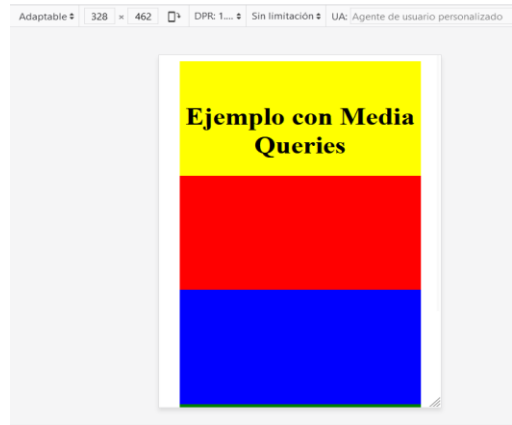 Adaptable 328 × 462 DPR: 1.... Sin limitación UA: Agente de usuario personalizado
Ejemplo con Media
Queries